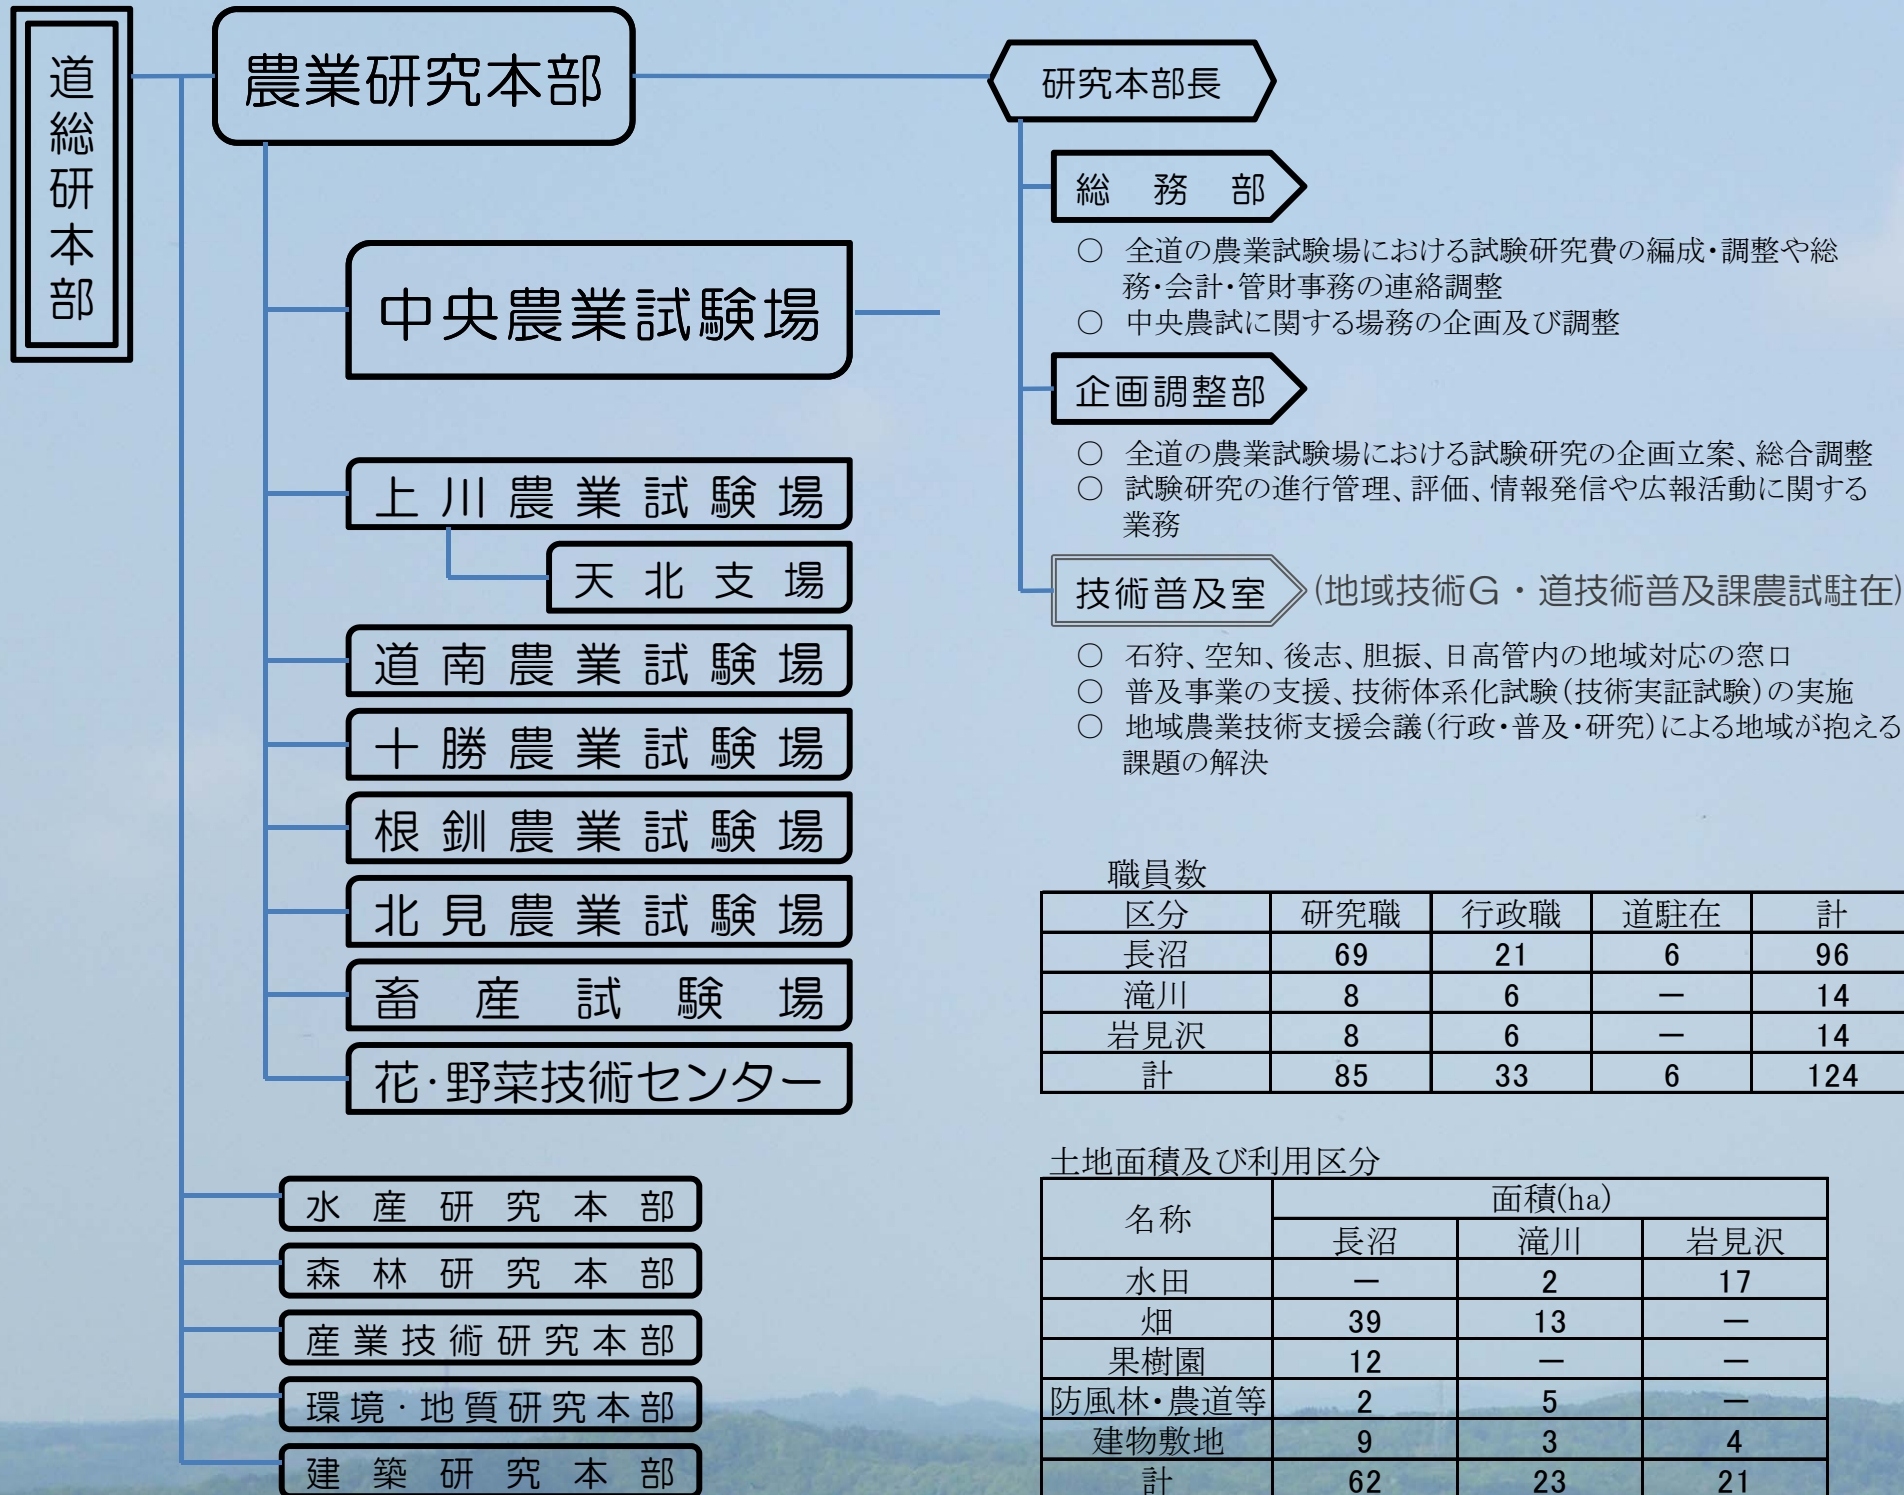 道総研本部
農業研究本部
中央農業試験場
上川農業試験場
天北支場
道南農業試験場
十勝農業試験場
根釧農業試験場
北見農業試験場
畜産試験場
花・野菜技術センター
水産研究本部
森林研究本部
産業技術研究本部
環境・地質研究本部
建築研究本部
研究本部長
総務部
○ 全道の農業試験場における試験研究費の編成・調整や総
務・会計・管財事務の連絡調整
○ 中央農試に関する場務の企画及び調整
企画調整部
○ 全道の農業試験場における試験研究の企画立案、総合調整
○ 試験研究の進行管理、評価、情報発信や広報活動に関する
業務
技術普及室 (地域技術G・道技術普及課農試駐在)
○ 石狩、空知、後志、胆振、日高管内の地域対応の窓口
○ 普及事業の支援、技術体系化試験(技術実証試験)の実施
○ 地域農業技術支援会議(行政・普及・研究)による地域が抱える
課題の解決
職員数
区分 研究職 行政職 道駐在 計
長沼 69 21 6 96
滝川 8 6 － 14
岩見沢 8 6 － 14
計 85 33 6 124
土地面積及び利用区分
名称 面積(ha)
長沼 滝川 岩見沢
水田 － 2 17
畑 39 13 －
果樹園 12 － －
防風林・農道等 2 5 －
建物敷地 9 3 4
計 62 23 21